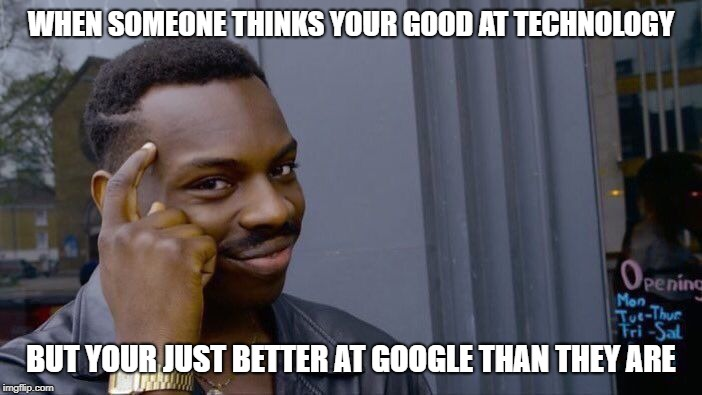 WHEN SOMEONE THINKS YOUR GOOD AT TECHNOLOGY
Opening
Mon
Tue-Thur
Fri-Sat
BUT YOUR JUST BETTER AT GOOGLE THAN THEY ARE
imgflip.com